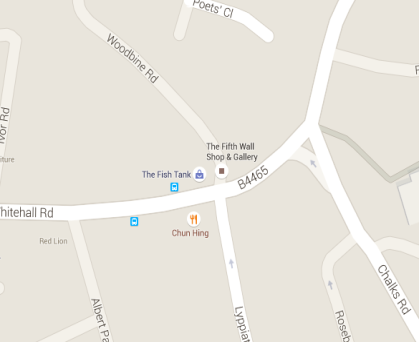 Poets' Cl
Woodbine Rd
Ivor Rd
The Fifth Wall
Shop & Gallery
The Fish Tank
B4465
Whitehall Rd
Red Lion
Chun Hing
Chalks Rd
Albert Pa
Lyppiat
Roseb